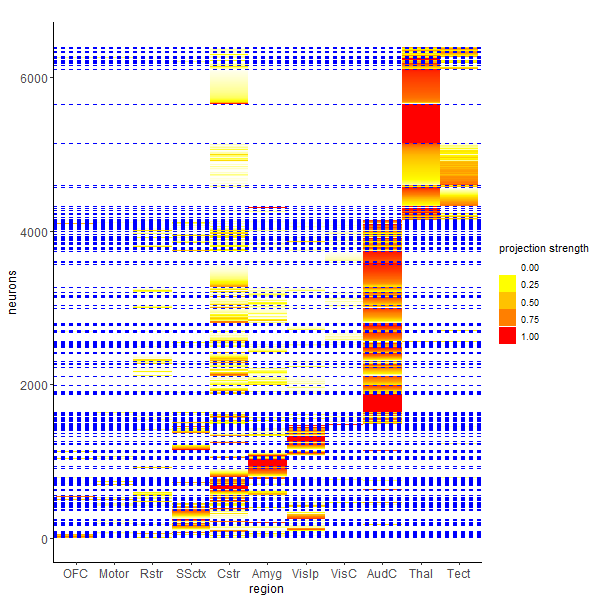 6000
4000
2000
0
neurons
OFC Motor Rstr SSctx Cstr Amyg VisIp VisC AudC Thal Tect
region
projection strength
0.00
0.25
0.50
0.75
1.00